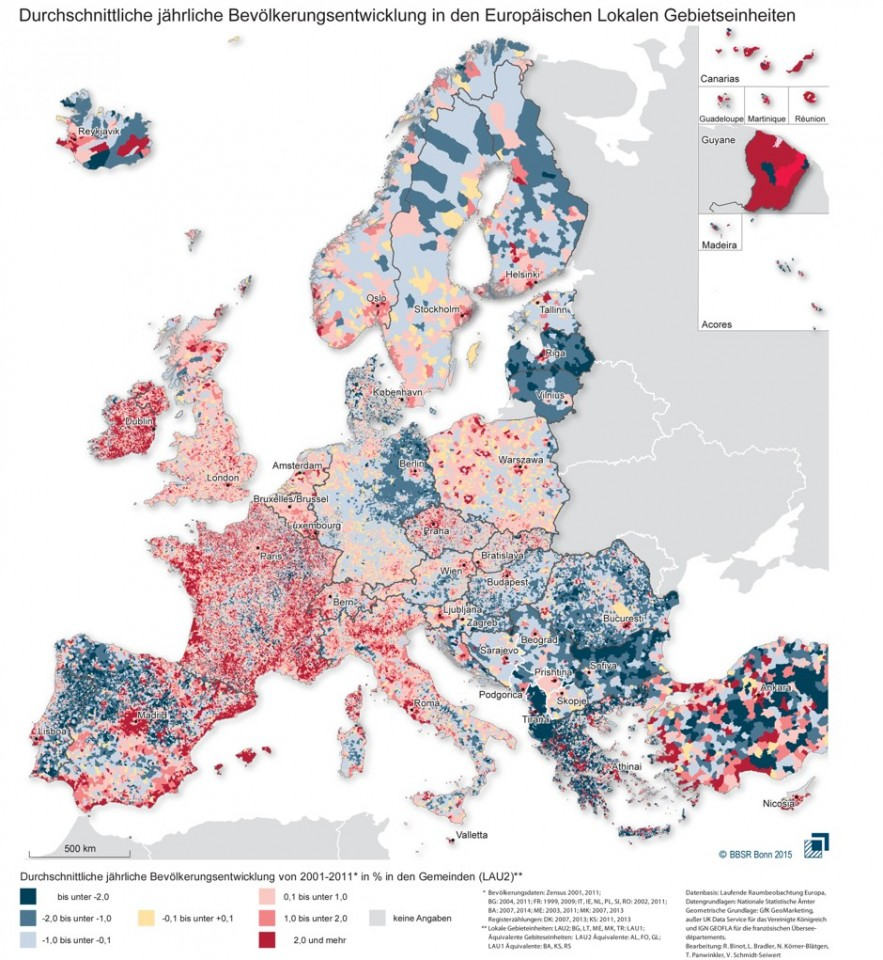 Durchschnittliche jährliche Bevölkerungsentwicklung in den Europäischen Lokalen Gebietseinheiten
Canarias
Guadeloupe Martinique Réunion
Guyane
Madeira
Acores
Reykjavik
Helsinki
Oslo
Stockholm
Tallinn
Riga
København
Vilnius
Dublin
Amsterdam
Berlin
Warszawa
London
Bruxelles/Brussel
Luxembourg
Praha
Paris
Wien
Bratislava
Bern
Budapest
Ljubljana
Zagreb
Bucuresti
Beograd
Sarajevo
Sofiya
Prishtina
Podgorica
Skopje
Ankara
Roma
Madrid
Tirana
Lisboa
Athinai
Nicosia
Valletta
500 km
© BBSR Bonn 2015
Durchschnittliche jährliche Bevölkerungsentwicklung von 2001-2011* in % in den Gemeinden (LAU2)**
bis unter -2,0
-2,0 bis unter -1,0
-1,0 bis unter -0,1
-0,1 bis unter +0,1
0,1 bis unter 1,0
1,0 bis unter 2,0
2,0 und mehr
keine Angaben
* Bevölkerungsdaten: Zensus 2001, 2011;
BG: 2004, 2011; FR: 1999, 2009; IT, IE, NL, PL, SI, RO: 2002, 2011;
BA: 2007, 2014; ME: 2003, 2011; MK: 2007, 2013
Registerzählungen: DK: 2007, 2013; KS: 2011, 2013
** Lokale Gebieteinheiten: LAU2; BG, LT, ME, MK, TR: LAU1;
Äquivalente Gebiteseinheiten: LAU2 Äquivalente: AL, FO, GL;
LAU1 Äquivalente: BA, KS, RS
Datenbasis: Laufende Raumbeobachtung Europa,
Datengrundlagen: Nationale Statistische Ämter
Geometrische Grundlage: GfK GeoMarketing,
außer UK Data Service für das Vereinigte Königreich
und IGN GEOFLA für die französischen Übersee-
départements.
Bearbeitung: R. Binot, L. Bradler, N. Körner-Blätgen,
T. Panwinkler, V. Schmidt-Seiwert